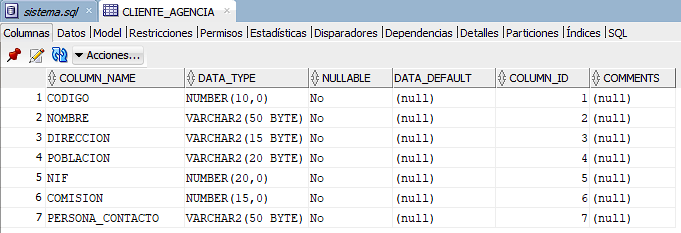 sistema.sql CLIENTE_AGENCIA
Columnas Datos Model Restricciones Permisos Estadísticas Disparadores Dependencias Detalles Particiones Índices SQL
Acciones...
COLUMN_NAME DATA_TYPE NULLABLE DATA_DEFAULT COLUMN_ID COMMENTS
1 CODIGO NUMBER(10,0) No (null) 1 (null)
2 NOMBRE VARCHAR2(50 BYTE) No (null) 2 (null)
3 DIRECCION VARCHAR2(15 BYTE) No (null) 3 (null)
4 POBLACION VARCHAR2(20 BYTE) No (null) 4 (null)
5 NIF NUMBER(20,0) No (null) 5 (null)
6 COMISION NUMBER(15,0) No (null) 6 (null)
7 PERSONA_CONTACTO VARCHAR2(50 BYTE) No (null) 7 (null)